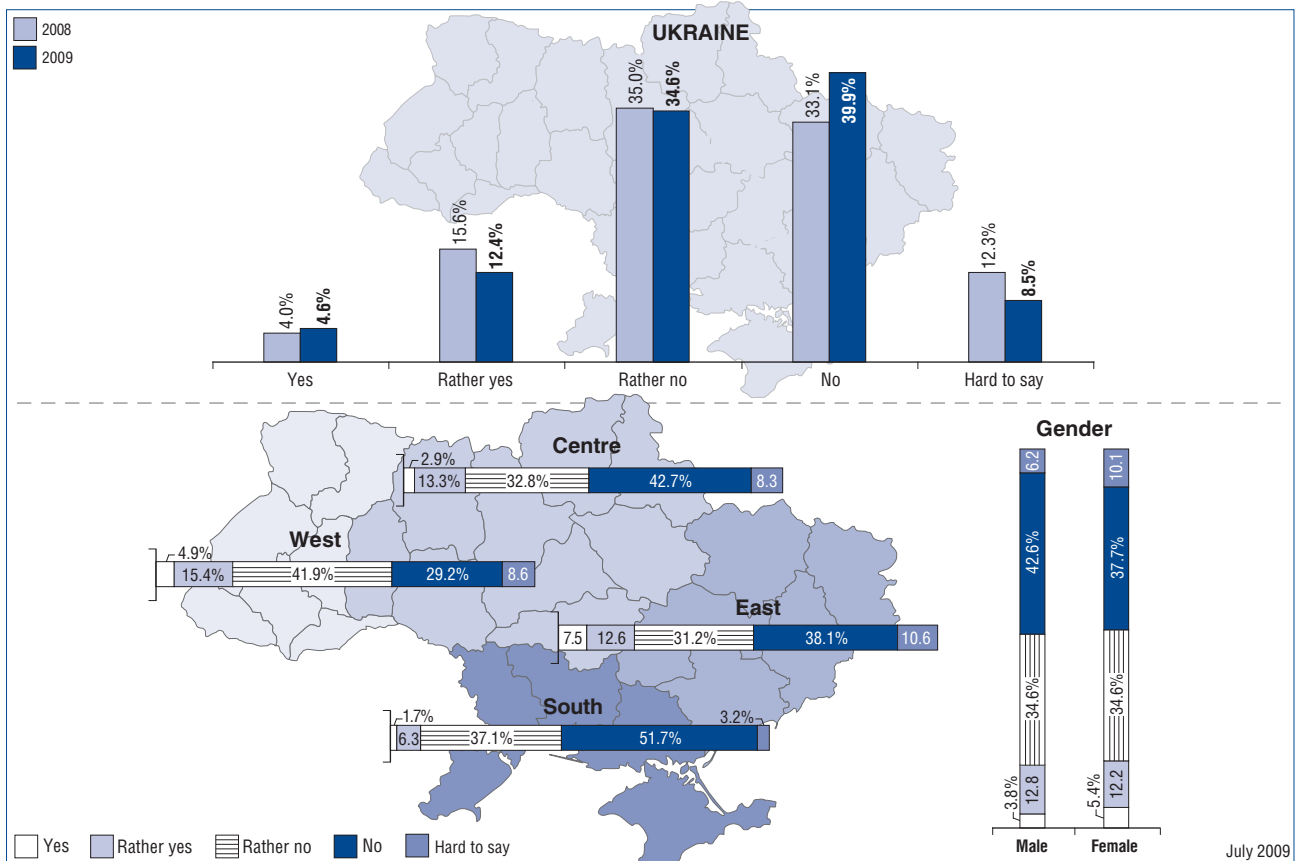 2008
2009
UKRAINE
4.0%
4.6%
15.6%
12.4%
35.0%
34.6%
33.1%
39.9%
12.3%
8.5%
Yes
Rather yes
Rather no
No
Hard to say
Centre
2.9%
13.3%
32.8%
42.7%
8.3
West
4.9%
15.4%
41.9%
29.2%
8.6
East
7.5
12.6
31.2%
38.1%
10.6
South
1.7%
6.3
37.1%
51.7%
3.2%
Gender
6.2
42.6%
34.6%
12.8
3.8%
Male
10.1
37.7%
34.6%
12.2
5.4%
Female
Yes
Rather yes
Rather no
No
Hard to say
July 2009